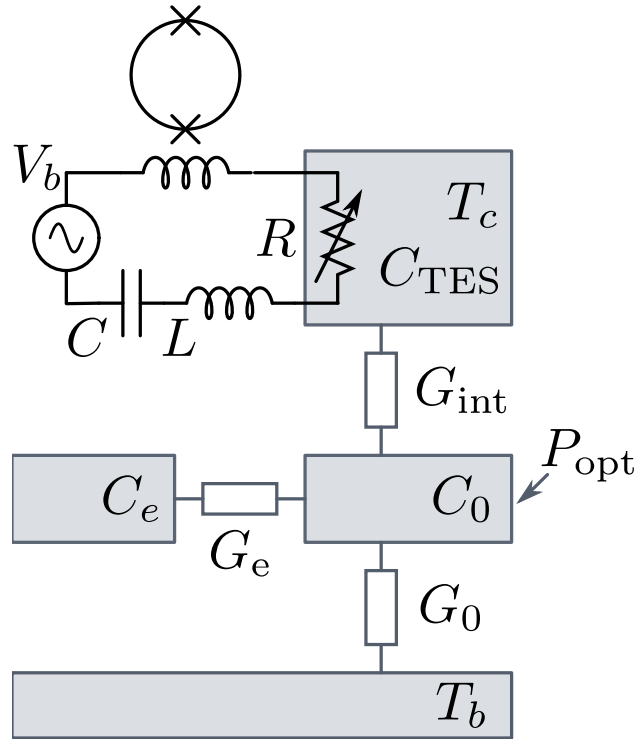 V_b
T_c
R
C_TES
C
L
G_int
P_opt
C_e
C_0
G_e
G_0
T_b